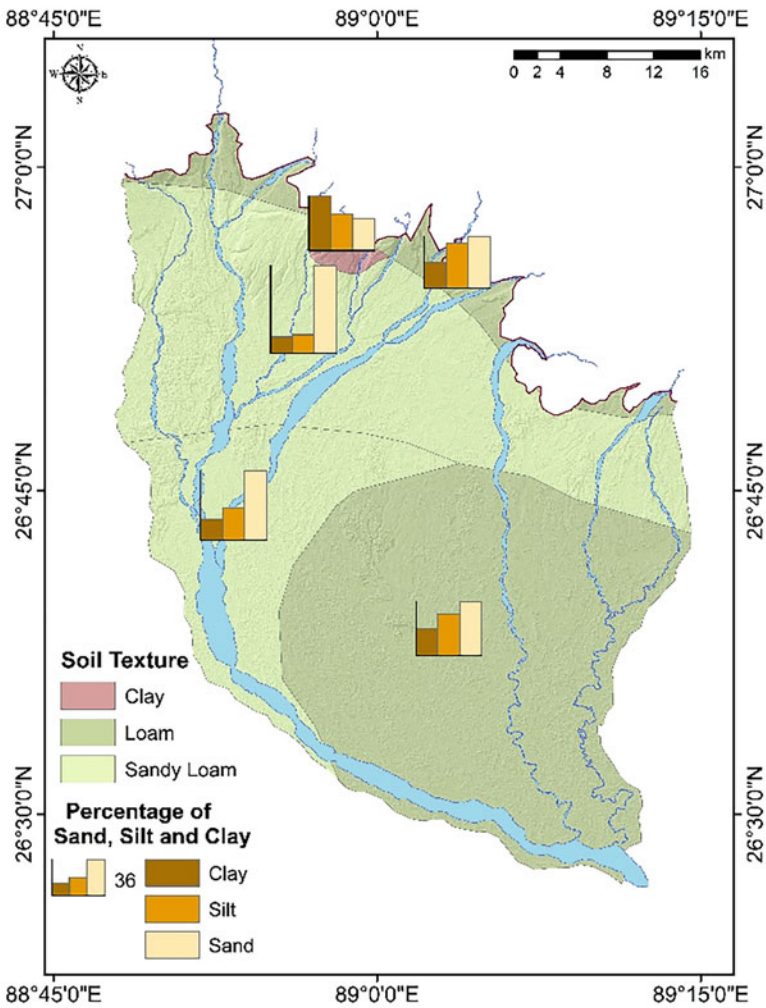 88°45'0"E 89°0'0"E 89°15'0"E
N
W E
S
km
0 2 4 8 12 16
27°0'0"N 27°0'0"N
26°45'0"N 26°45'0"N
26°30'0"N 26°30'0"N
Soil Texture
Clay
Loam
Sandy Loam
Percentage of
Sand, Silt and Clay
36
Clay
Silt
Sand
88°45'0"E 89°0'0"E 89°15'0"E